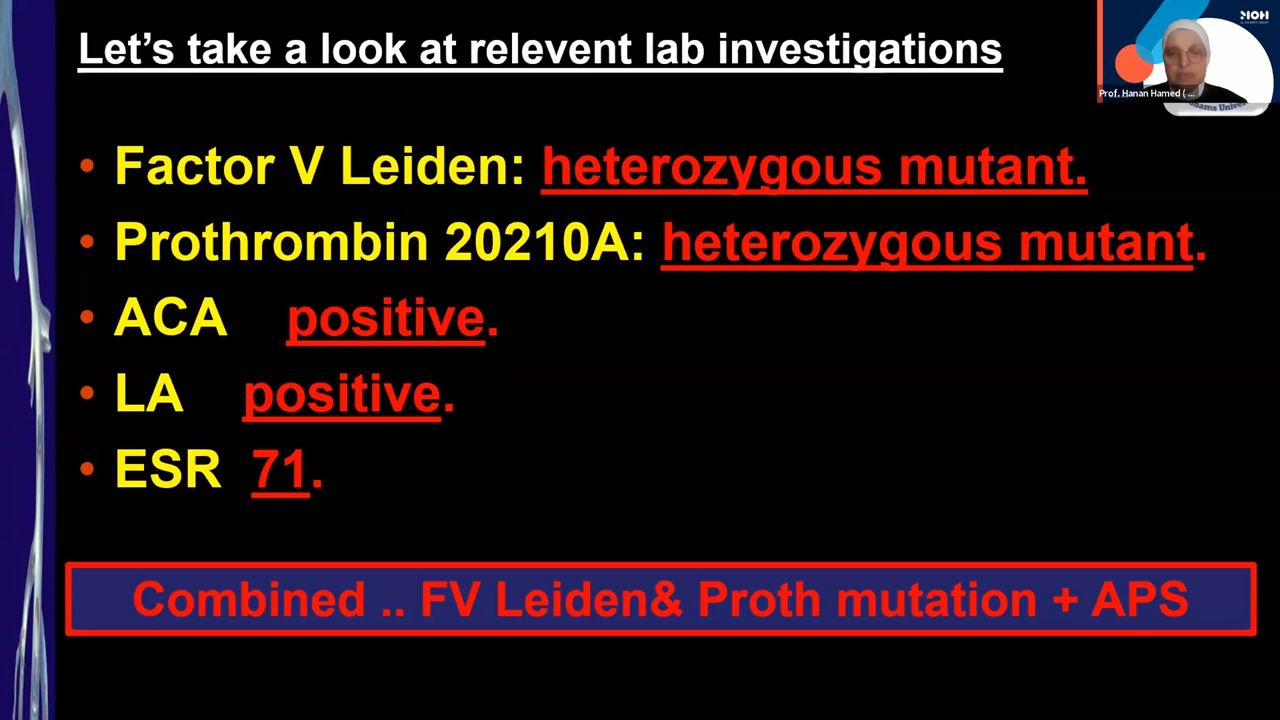 Let's take a look at relevent lab investigations
• Factor V Leiden: heterozygous mutant.
• Prothrombin 20210A: heterozygous mutant.
• ACA positive.
• LA positive.
• ESR 71.
Combined .. FV Leiden& Proth mutation + APS
Prof. Hanan Hamed ( ...